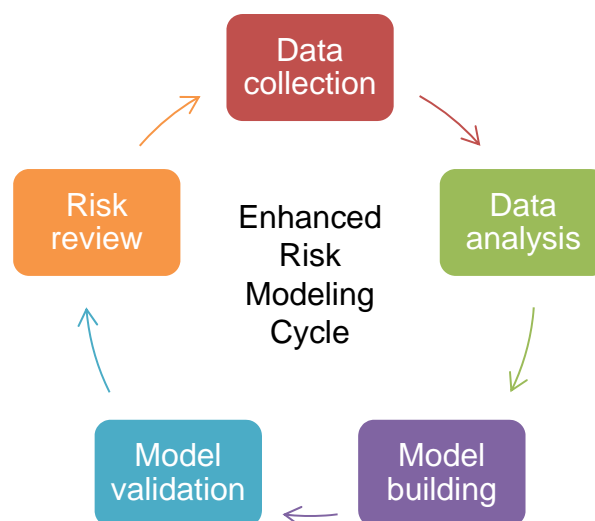 Data
collection
Data
analysis
Model
building
Model
validation
Risk
review
Enhanced
Risk
Modeling
Cycle